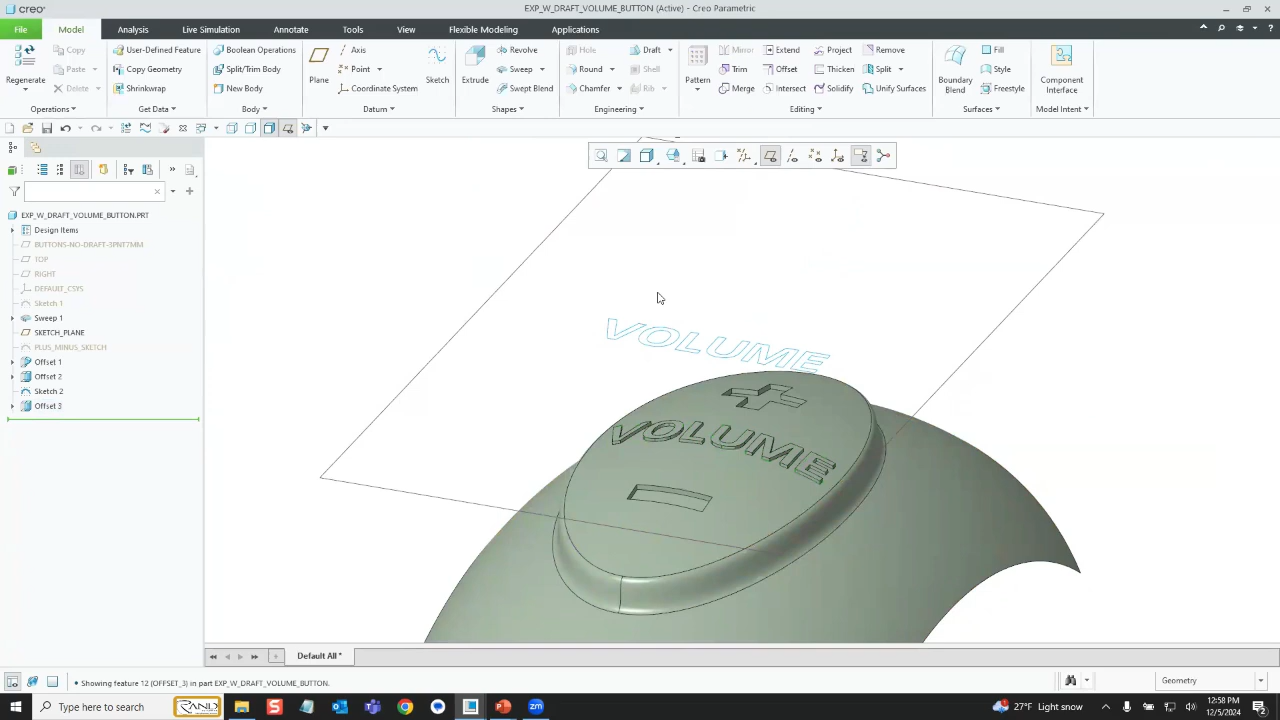 creo
EXP_W_DRAFT_VOLUME_BUTTON (Active) - Creo Parametric
File Model Analysis Live Simulation Annotate Tools View Flexible Modeling Applications
Regenerate
Copy
Paste
Delete
Operations
User-Defined Feature
Copy Geometry
Shrinkwrap
Get Data
Boolean Operations
Split/Trim Body
New Body
Body
Plane
Axis
Coordinate System
Sketch
Datum
Extrude
Revolve
Sweep
Swept Blend
Shapes
Hole
Round
Chamfer
Draft
Shell
Rib
Engineering
Pattern
Mirror
Trim
Merge
Extend
Offset
Intersect
Project
Thicken
Solidify
Remove
Split
Unify Surfaces
Editing
Boundary Blend
Fill
Style
Freestyle
Surfaces
Component Interface
Model Intent
EXP_W_DRAFT_VOLUME_BUTTON.PRT
Design Items
BUTTONS-NO-DRAFT-3PNT7MM
TOP
RIGHT
DEFAULT_CSYS
Sketch 1
Sweep 1
SKETCH_PLANE
PLUS_MINUS_SKETCH
Offset 1
Offset 2
Sketch 2
Offset 3
VOLUME
VOLUME
Default All *
Showing feature 12 (OFFSET_3) in part EXP_W_DRAFT_VOLUME_BUTTON.
Geometry
Type here to search
RAND
27°F Light snow
12:58 PM
12/5/2024